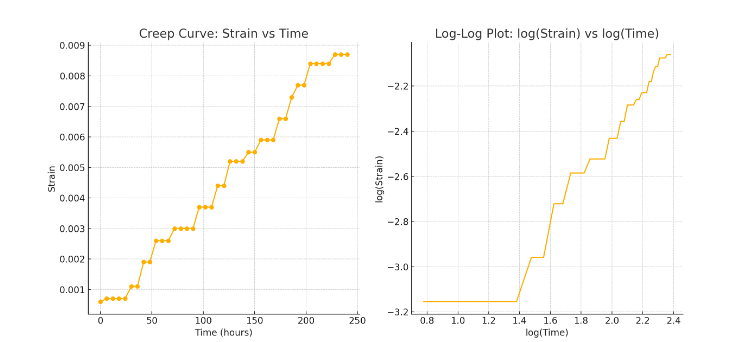 Creep Curve: Strain vs Time
0.009
0.008
0.007
0.006
0.005
0.004
0.003
0.002
0.001
Strain
0 50 100 150 200 250
Time (hours)
Log-Log Plot: log(Strain) vs log(Time)
−2.2
−2.4
−2.6
−2.8
−3.0
−3.2
log(Strain)
0.8 1.0 1.2 1.4 1.6 1.8 2.0 2.2 2.4
log(Time)